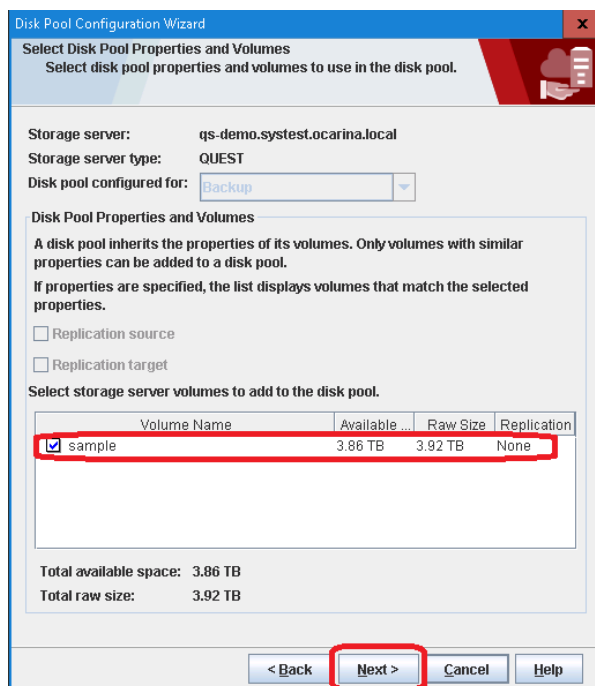 Disk Pool Configuration Wizard
x
Select Disk Pool Properties and Volumes
Select disk pool properties and volumes to use in the disk pool.
Storage server: qs-demo.systest.ocarina.local
Storage server type: QUEST
Disk pool configured for: Backup
Disk Pool Properties and Volumes
A disk pool inherits the properties of its volumes. Only volumes with similar
properties can be added to a disk pool.
If properties are specified, the list displays volumes that match the selected
properties.
Replication source
Replication target
Select storage server volumes to add to the disk pool.
Volume Name Available ... Raw Size Replication
sample 3.86 TB 3.92 TB None
Total available space: 3.86 TB
Total raw size: 3.92 TB
< Back Next > Cancel Help